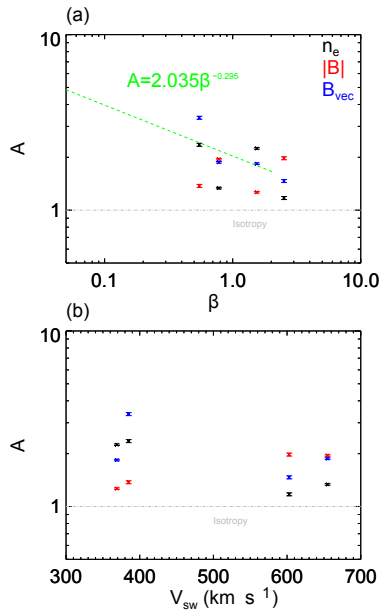 (a)
n_e
|B|
B_vec
A=2.035β^-0.295
10
A
1
Isotropy
0.1 1.0 10.0
β
(b)
10
A
1
Isotropy
300 400 500 600 700
V_sw (km s^1)